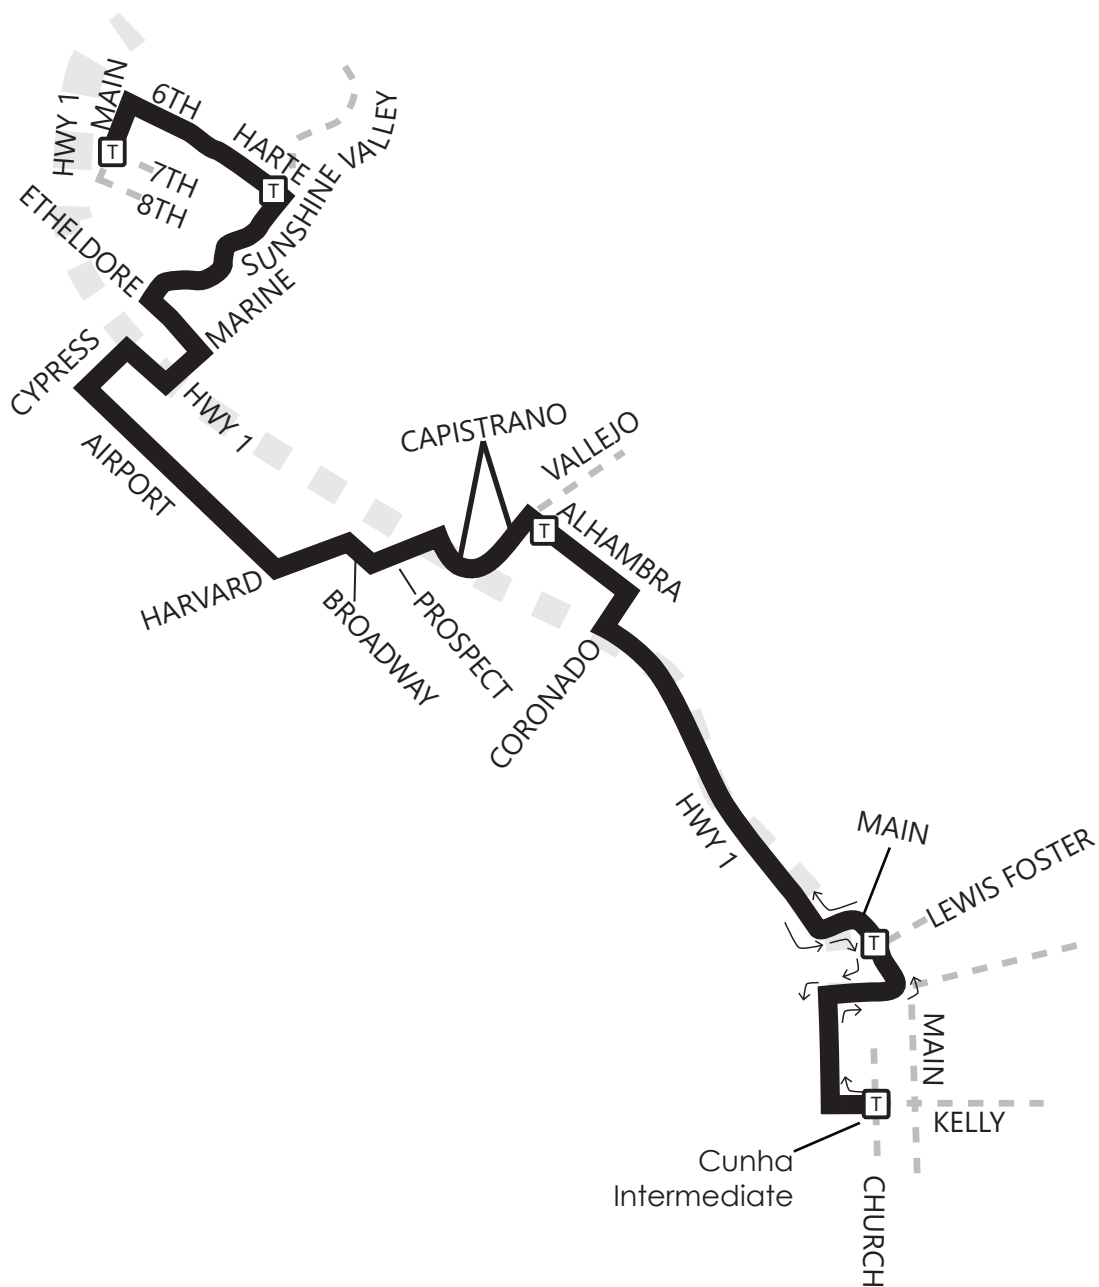 MAIN
6TH
HWY 1
HARTE
SUNSHINE VALLEY
T
7TH
8TH
T
ETHELDORE
MARINE
CYPRESS
HWY 1
AIRPORT
CAPISTRANO
VALLEJO
T
ALHAMBRA
HARVARD
BROADWAY
PROSPECT
CORONADO
HWY 1
MAIN
LEWIS FOSTER
T
MAIN
T
KELLY
Cunha
Intermediate
CHURCH